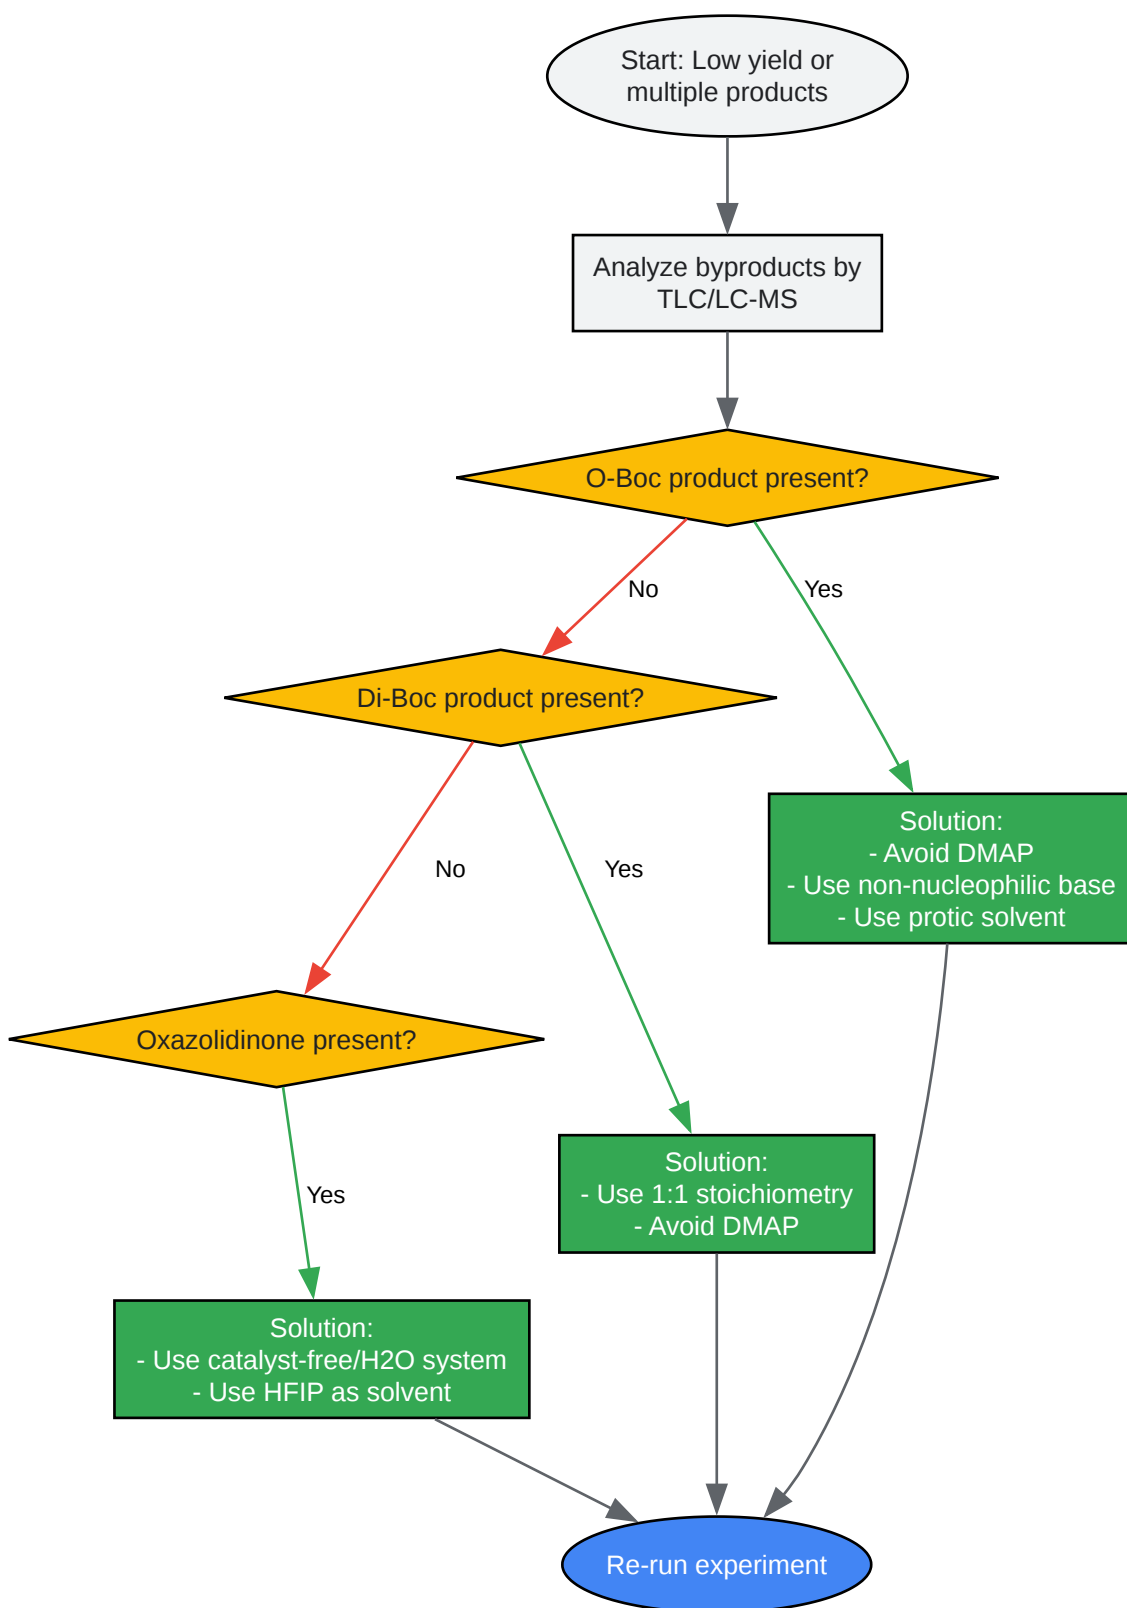 Start: Low yield or
multiple products
Analyze byproducts by
TLC/LC-MS
O-Boc product present?
No
Yes
Di-Boc product present?
Solution:
- Avoid DMAP
- Use non-nucleophilic base
- Use protic solvent
No
Yes
Oxazolidinone present?
Solution:
- Use 1:1 stoichiometry
- Avoid DMAP
Yes
Solution:
- Use catalyst-free/H2O system
- Use HFIP as solvent
Re-run experiment